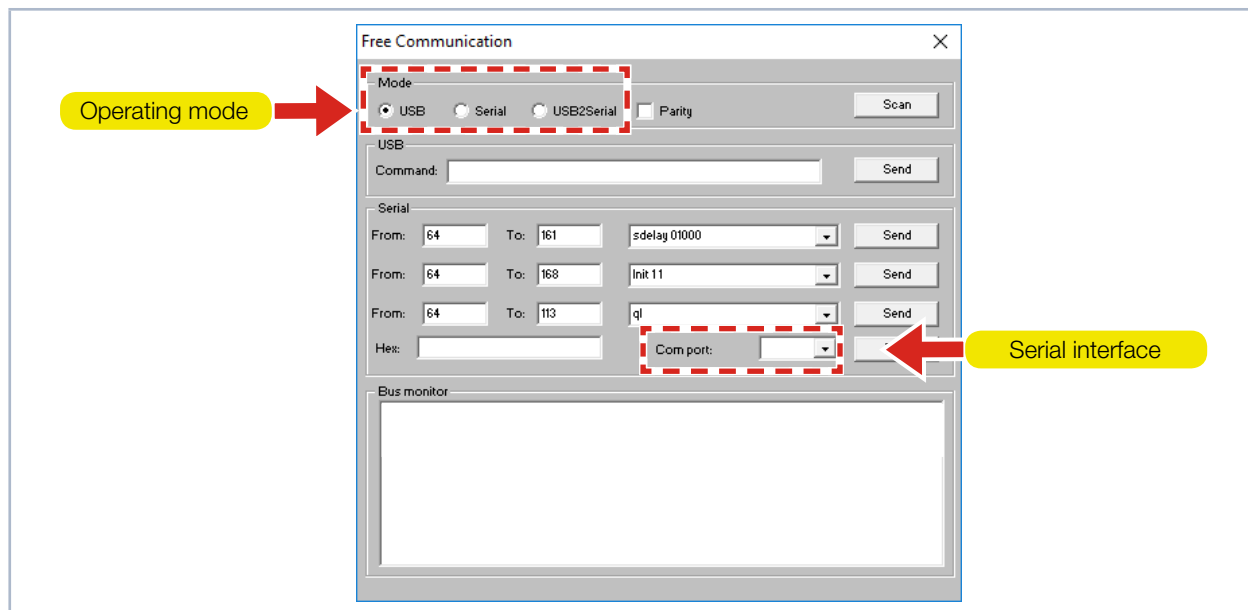 Free Communication
Mode
Operating mode
USB Serial USB2Serial Parity Scan
USB
Command: Send
Serial
From: 64 To: 161 sdelay 01000 Send
From: 64 To: 168 Init 11 Send
From: 64 To: 113 ql Send
Hex: Com port:
Serial interface
Bus monitor